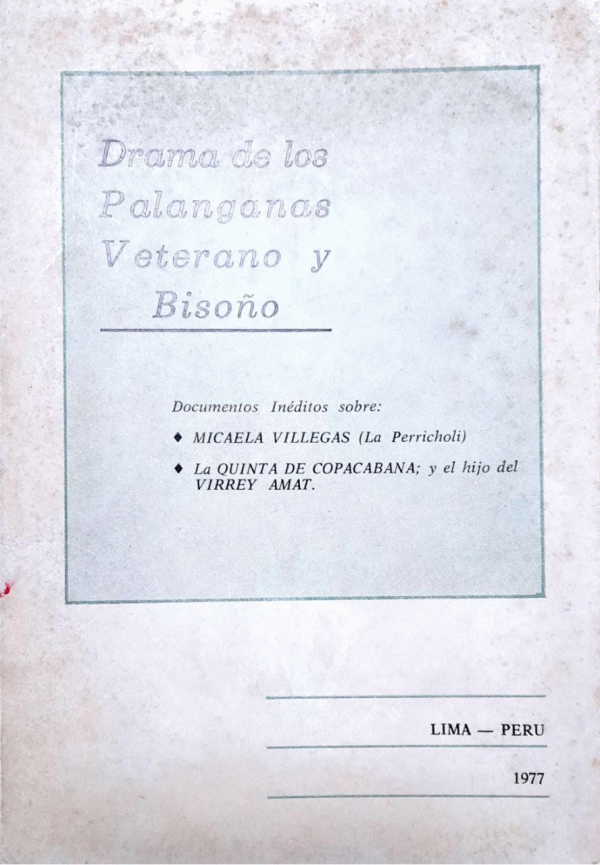 Drama de los
Palanganas
Veterano y
Bisoño
Documentos Inéditos sobre:
♦ MICAELA VILLEGAS (La Perricholi)
♦ La QUINTA DE COPACABANA; y el hijo del
VIRREY AMAT.
LIMA — PERU
1977